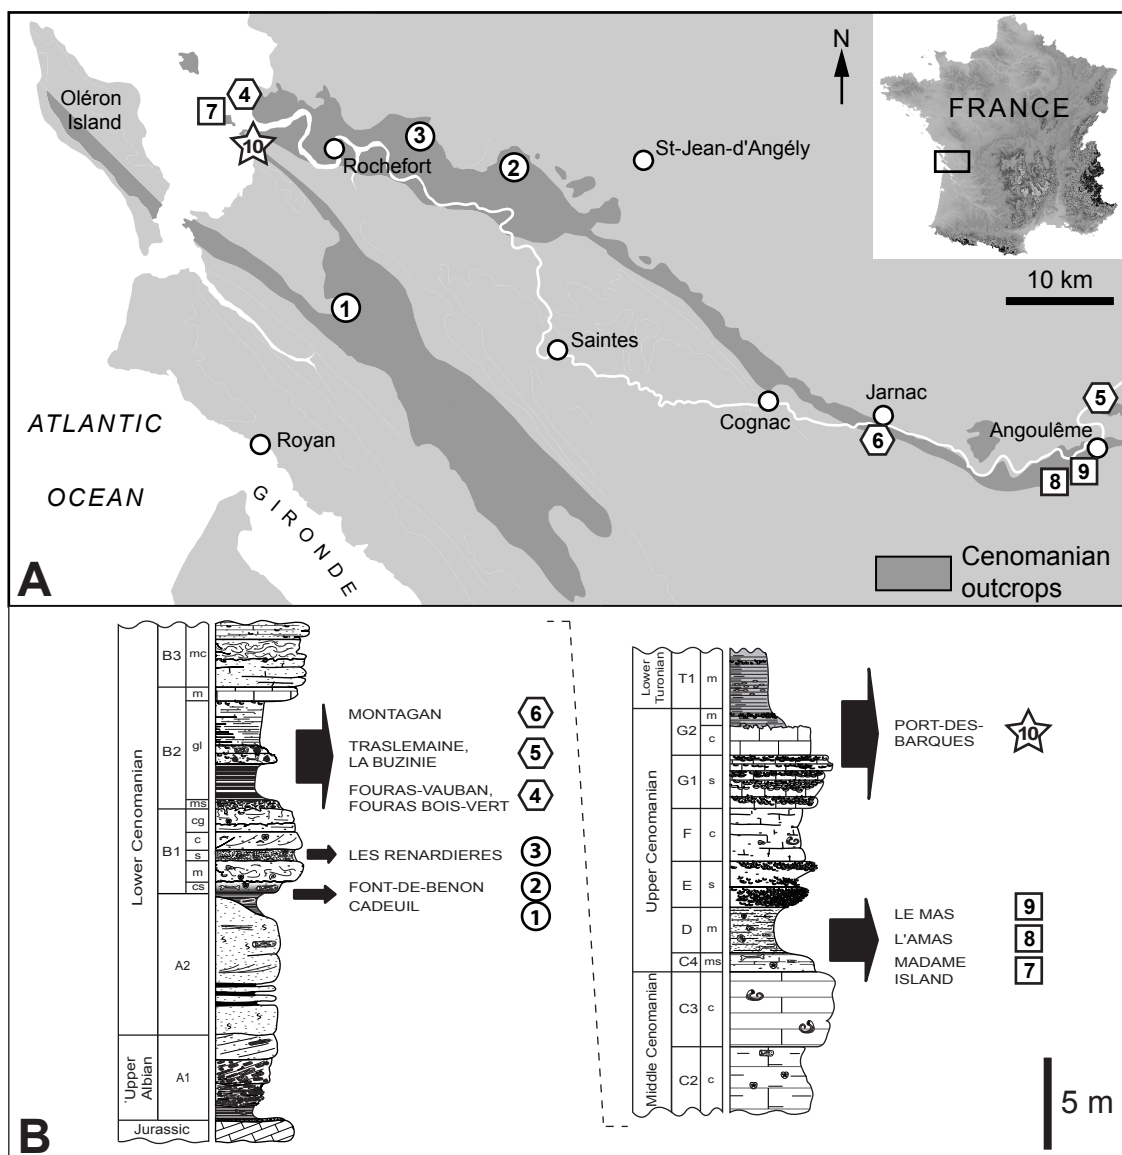 N
FRANCE
Oléron
Island
7
4
10
3
2
Rochefort
St-Jean-d'Angély
10 km
1
Saintes
Cognac
Jarnac
6
5
Angoulême
8
9
ATLANTIC
OCEAN
Royan
GIRONDE
Cenomanian
outcrops
A
Lower Cenomanian
Upper
Albian
Jurassic
B3
mc
B2
m
gl
ms
B1
cg
c
s
m
cs
A2
A1
MONTAGAN
6
TRASLEMAINE,
LA BUZINIE
5
FOURAS-VAUBAN,
FOURAS BOIS-VERT
4
LES RENARDIERES
3
FONT-DE-BENON
2
CADEUIL
1
Lower
Turonian
Upper Cenomanian
Middle Cenomanian
T1
m
G2
m
c
G1
s
F
c
E
s
D
m
C4
ms
C3
c
C2
c
PORT-DES-
BARQUES
10
LE MAS
9
L'AMAS
8
MADAME
ISLAND
7
5 m
B